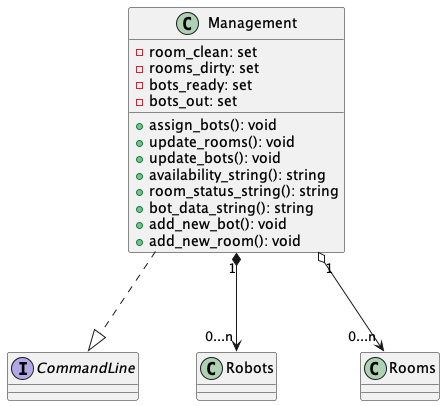 C Management
room_clean: set
rooms_dirty: set
bots_ready: set
bots_out: set
assign_bots(): void
update_rooms(): void
update_bots(): void
availability_string(): string
room_status_string(): string
bot_data_string(): string
add_new_bot(): void
add_new_room(): void
1 1
0...n 0...n
I CommandLine C Robots C Rooms